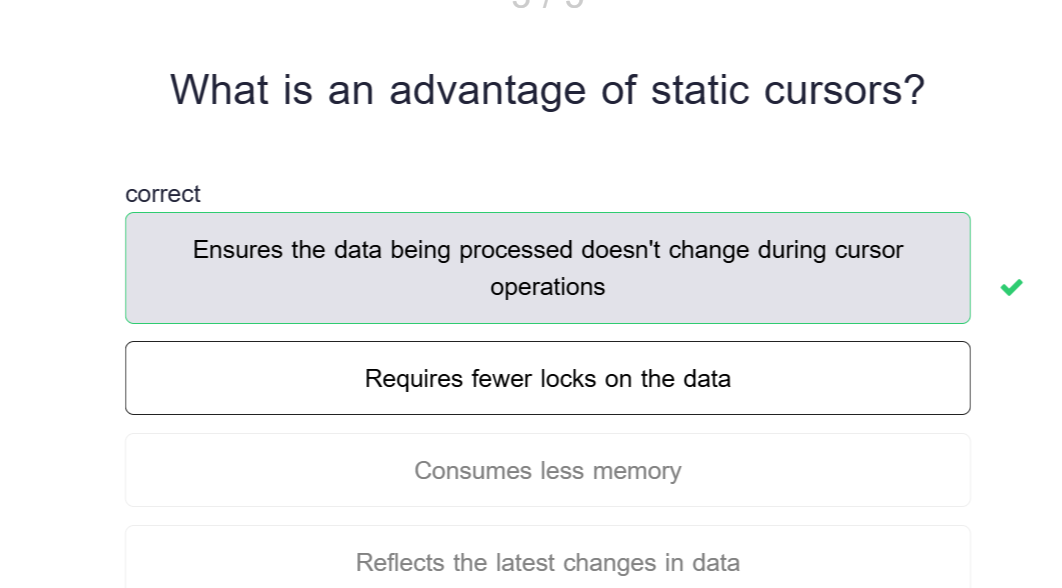 What is an advantage of static cursors?
correct
Ensures the data being processed doesn't change during cursor
operations
Requires fewer locks on the data
Consumes less memory
Reflects the latest changes in data